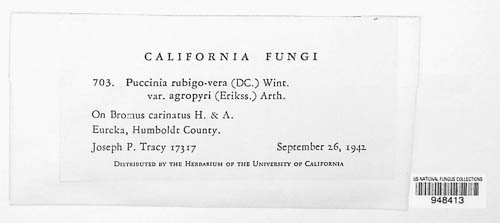 CALIFORNIA FUNGI
703. Puccinia rubigo-vera (DC.) Wint.
var. agropyri (Erikss.) Arth.
On Bromus carinatus H. & A.
Eureka, Humboldt County.
Joseph P. Tracy 17317 September 26, 1942
DISTRIBUTED BY THE HERBARIUM OF THE UNIVERSITY OF CALIFORNIA
US NATIONAL FUNGUS COLLECTIONS
948413